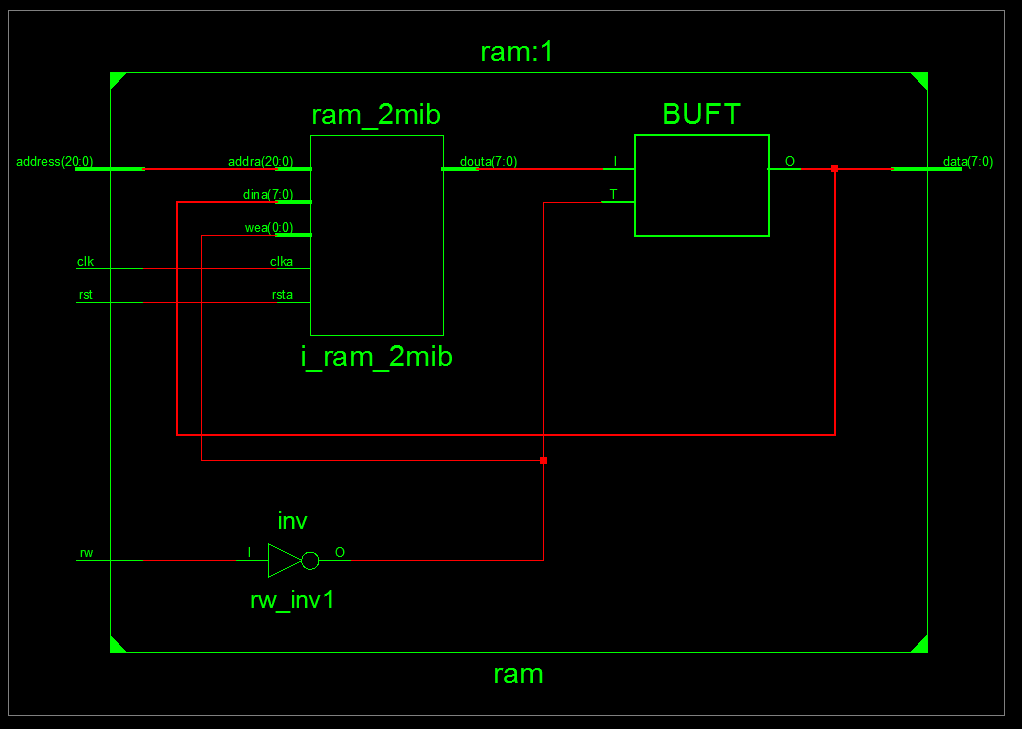 ram:1
ram_2mib
BUFT
address(20:0)
addra(20:0)
douta(7:0)
I
O
data(7:0)
dina(7:0)
T
wea(0:0)
clk
clka
rst
rsta
i_ram_2mib
inv
rw
I
O
rw_inv1
ram